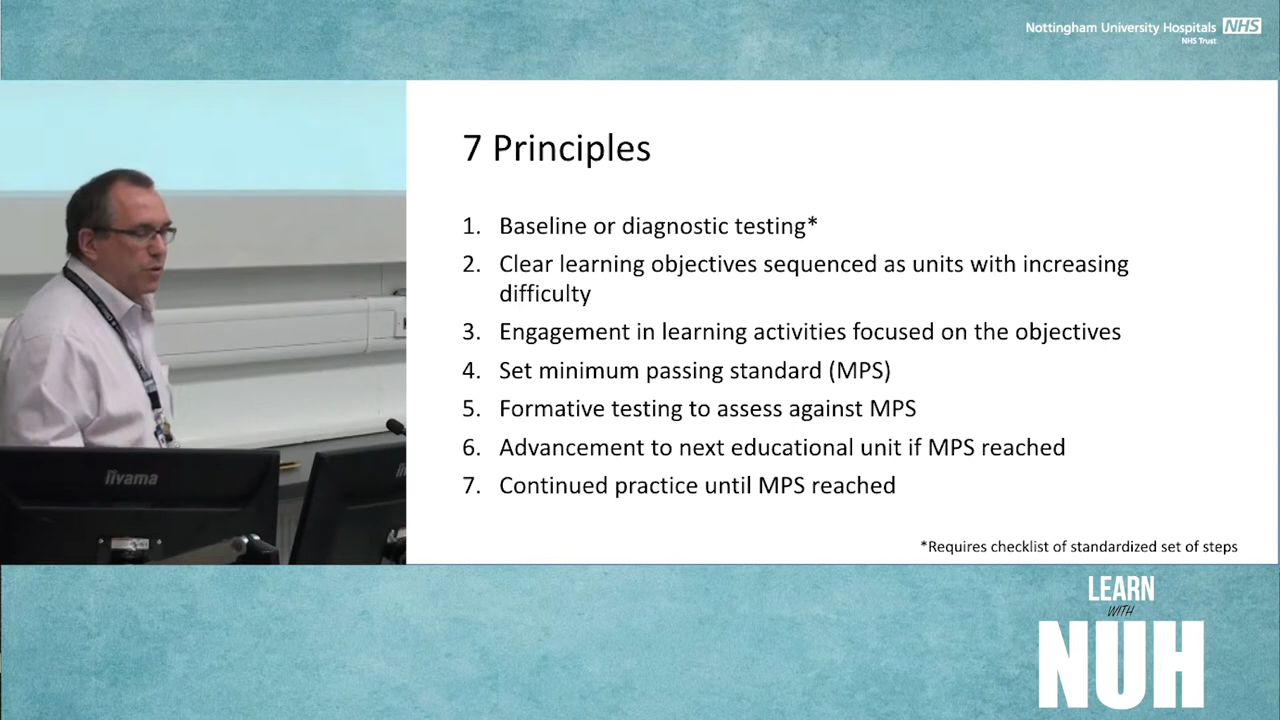 Nottingham University Hospitals NHS
NHS Trust
7 Principles
1. Baseline or diagnostic testing*
2. Clear learning objectives sequenced as units with increasing
difficulty
3. Engagement in learning activities focused on the objectives
4. Set minimum passing standard (MPS)
5. Formative testing to assess against MPS
6. Advancement to next educational unit if MPS reached
7. Continued practice until MPS reached
*Requires checklist of standardized set of steps
iiyama
LEARN
WITH
NUH